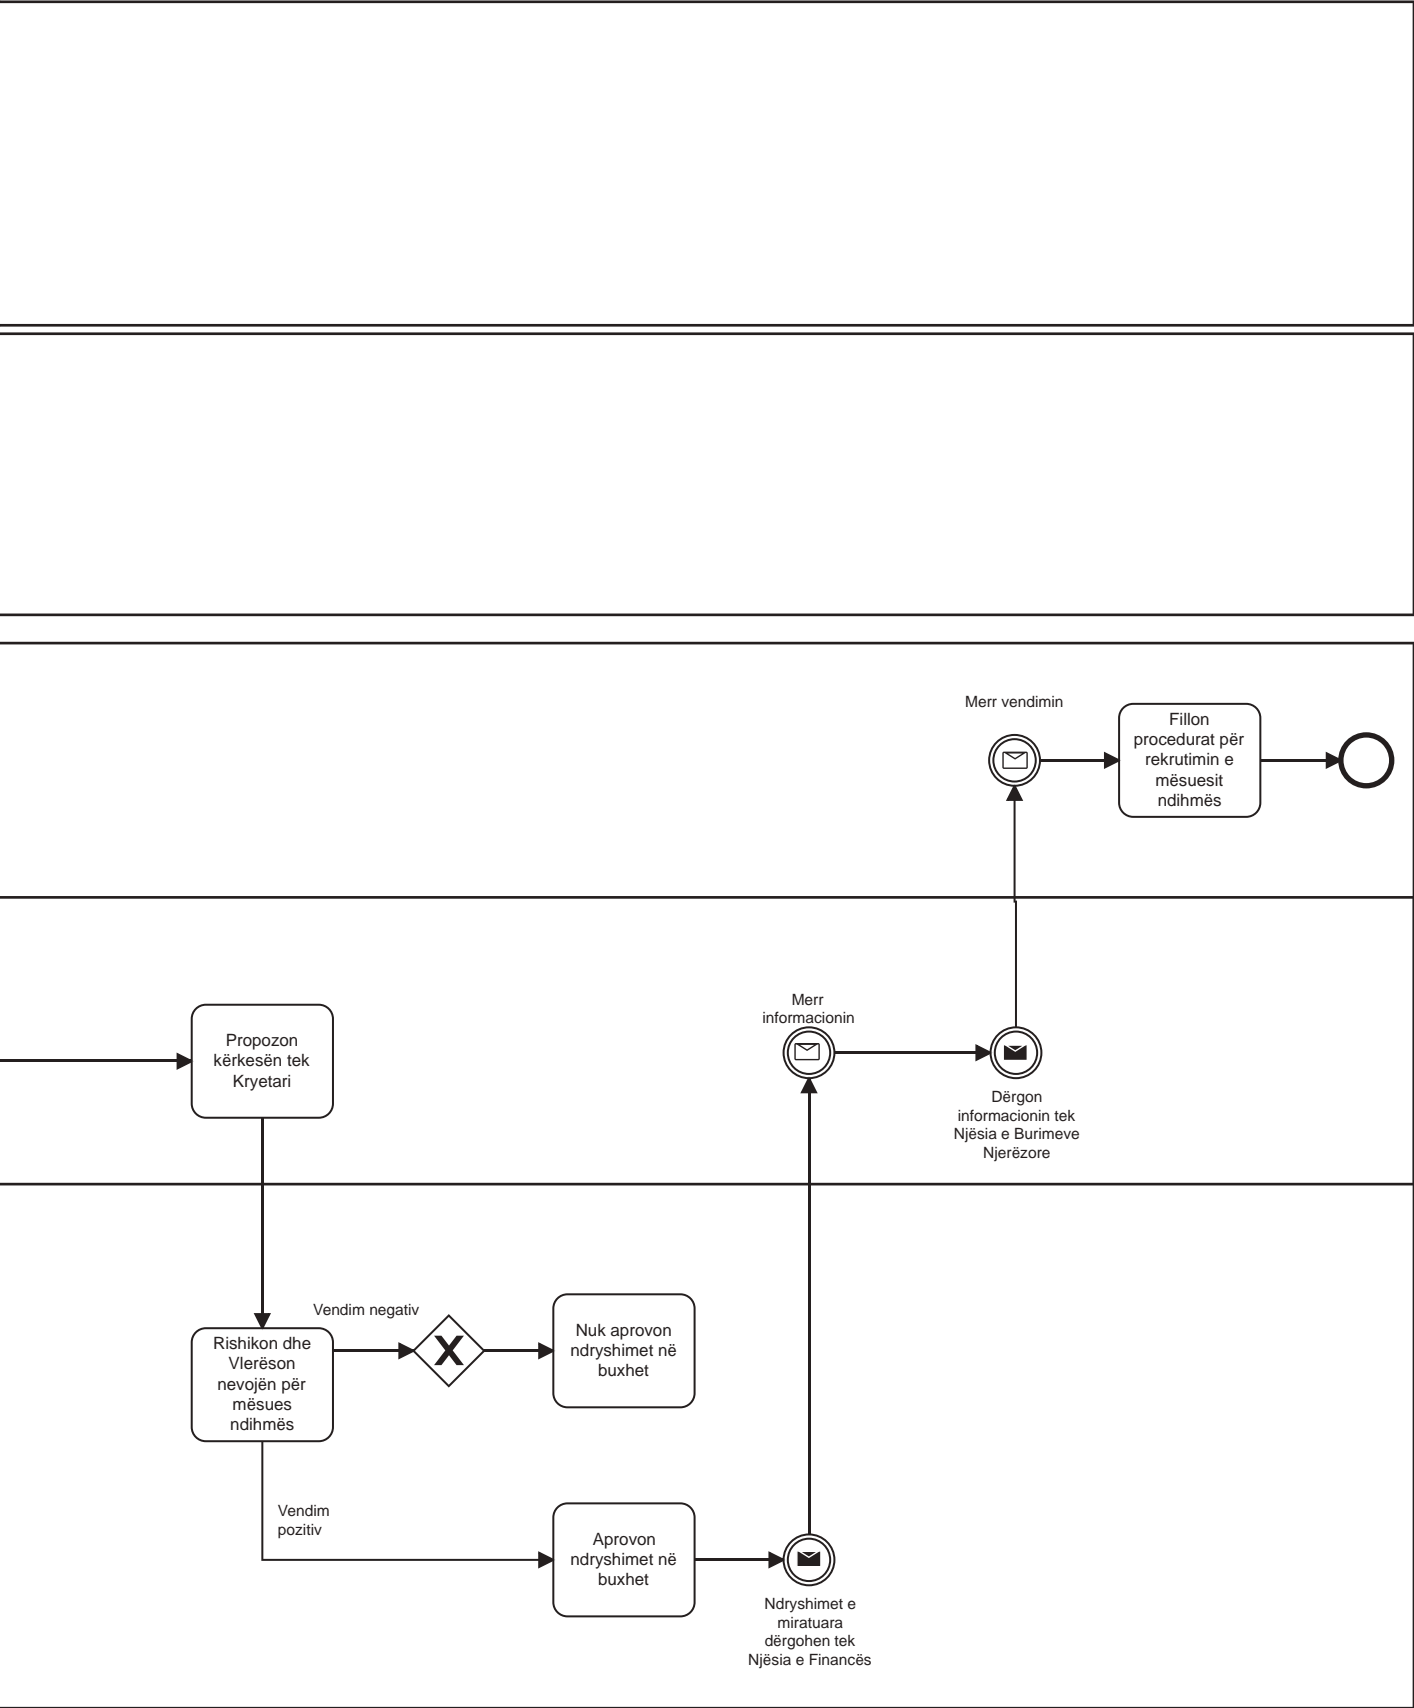 Merr vendimin
Fillon
procedurat për
rekrutimin e
mësuesit
ndihmës
Merr
informacionin
Propozon
kërkesën tek
Kryetari
Dërgon
informacionin tek
Njësia e Burimeve
Njerëzore
Vendim negativ
Rishikon dhe
Vlerëson
nevojën për
mësues
ndihmës
X
Nuk aprovon
ndryshimet në
buxhet
Vendim
pozitiv
Aprovon
ndryshimet në
buxhet
Ndryshimet e
miratuara
dërgohen tek
Njësia e Financës